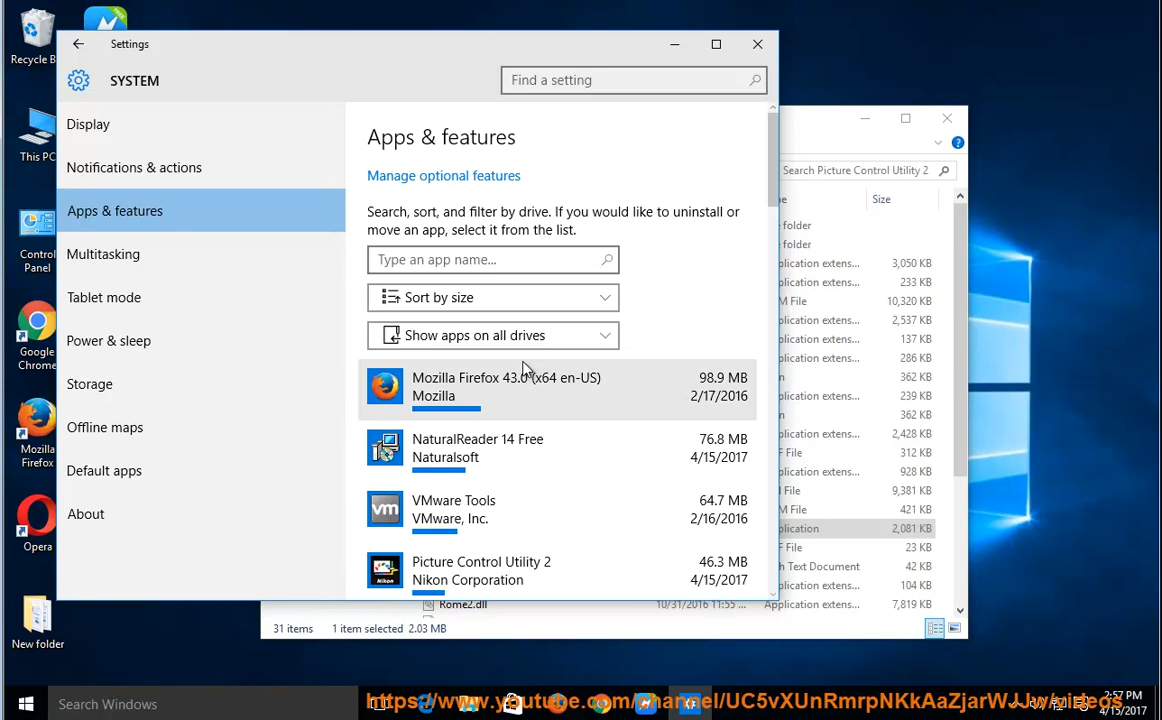 Recycle B
This PC
Control
Panel
Google
Chrome
Mozilla
Firefox
Opera
New folder
Settings
SYSTEM
Find a setting
Display
Notifications & actions
Apps & features
Multitasking
Tablet mode
Power & sleep
Storage
Offline maps
Default apps
About
Apps & features
Manage optional features
Search, sort, and filter by drive. If you would like to uninstall or
move an app, select it from the list.
Type an app name...
Sort by size
Show apps on all drives
Mozilla Firefox 43.0 (x64 en-US) 98.9 MB
Mozilla 2/17/2016
NaturalReader 14 Free 76.8 MB
Naturalsoft 4/15/2017
VMware Tools 64.7 MB
VMware, Inc. 2/16/2016
Picture Control Utility 2 46.3 MB
Nikon Corporation 4/15/2017
Search Picture Control Utility 2
pe Size
e folder
e folder
plication extens... 3,050 KB
plication extens... 233 KB
M File 10,320 KB
plication extens... 2,537 KB
plication extens... 137 KB
plication extens... 286 KB
n 362 KB
plication extens... 239 KB
n 362 KB
plication extens... 2,428 KB
F File 312 KB
plication extens... 928 KB
I File 9,381 KB
M File 421 KB
plication 2,081 KB
F File 23 KB
h Text Document 42 KB
plication extens... 104 KB
Rome2.dll 10/31/2016 11:55 ... Application extens... 7,819 KB
31 items 1 item selected 2.03 MB
Search Windows
2:57 PM
4/15/2017